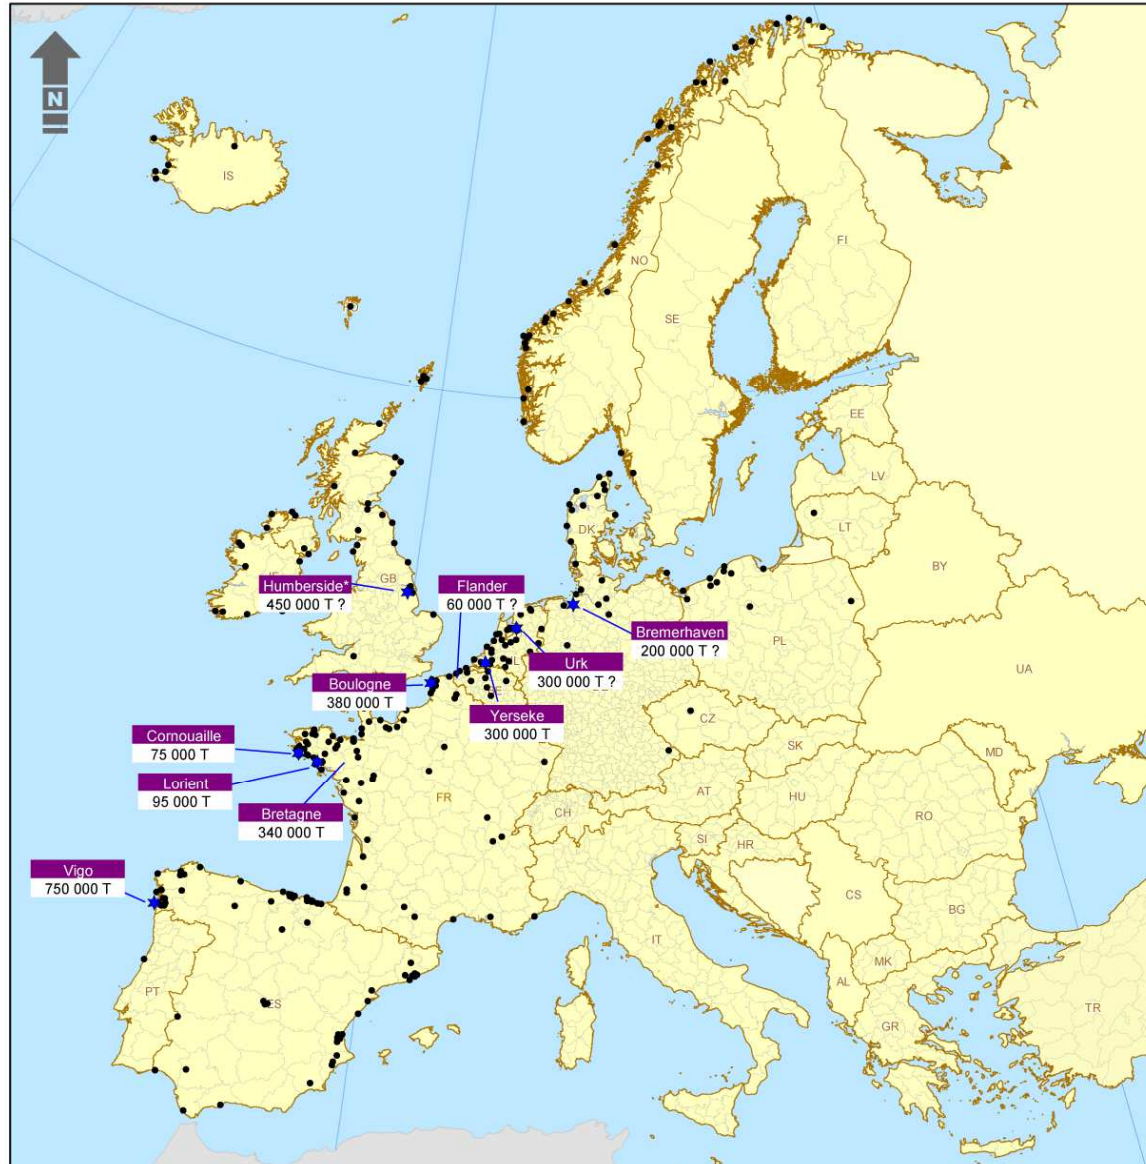 N
IS
FI
NO
SE
EE
LV
DK
LT
GB
BY
Humberside*
450 000 T ?
Flander
60 000 T ?
Bremerhaven
200 000 T ?
PL
Urk
300 000 T ?
UA
Boulogne
380 000 T
Yerseke
300 000 T
CZ
Cornouaille
75 000 T
SK
MD
Lorient
95 000 T
FR
AT
HU
Bretagne
340 000 T
CH
RO
SI
HR
Vigo
750 000 T
CS
BG
IT
MK
PT
ES
AL
TR
GR